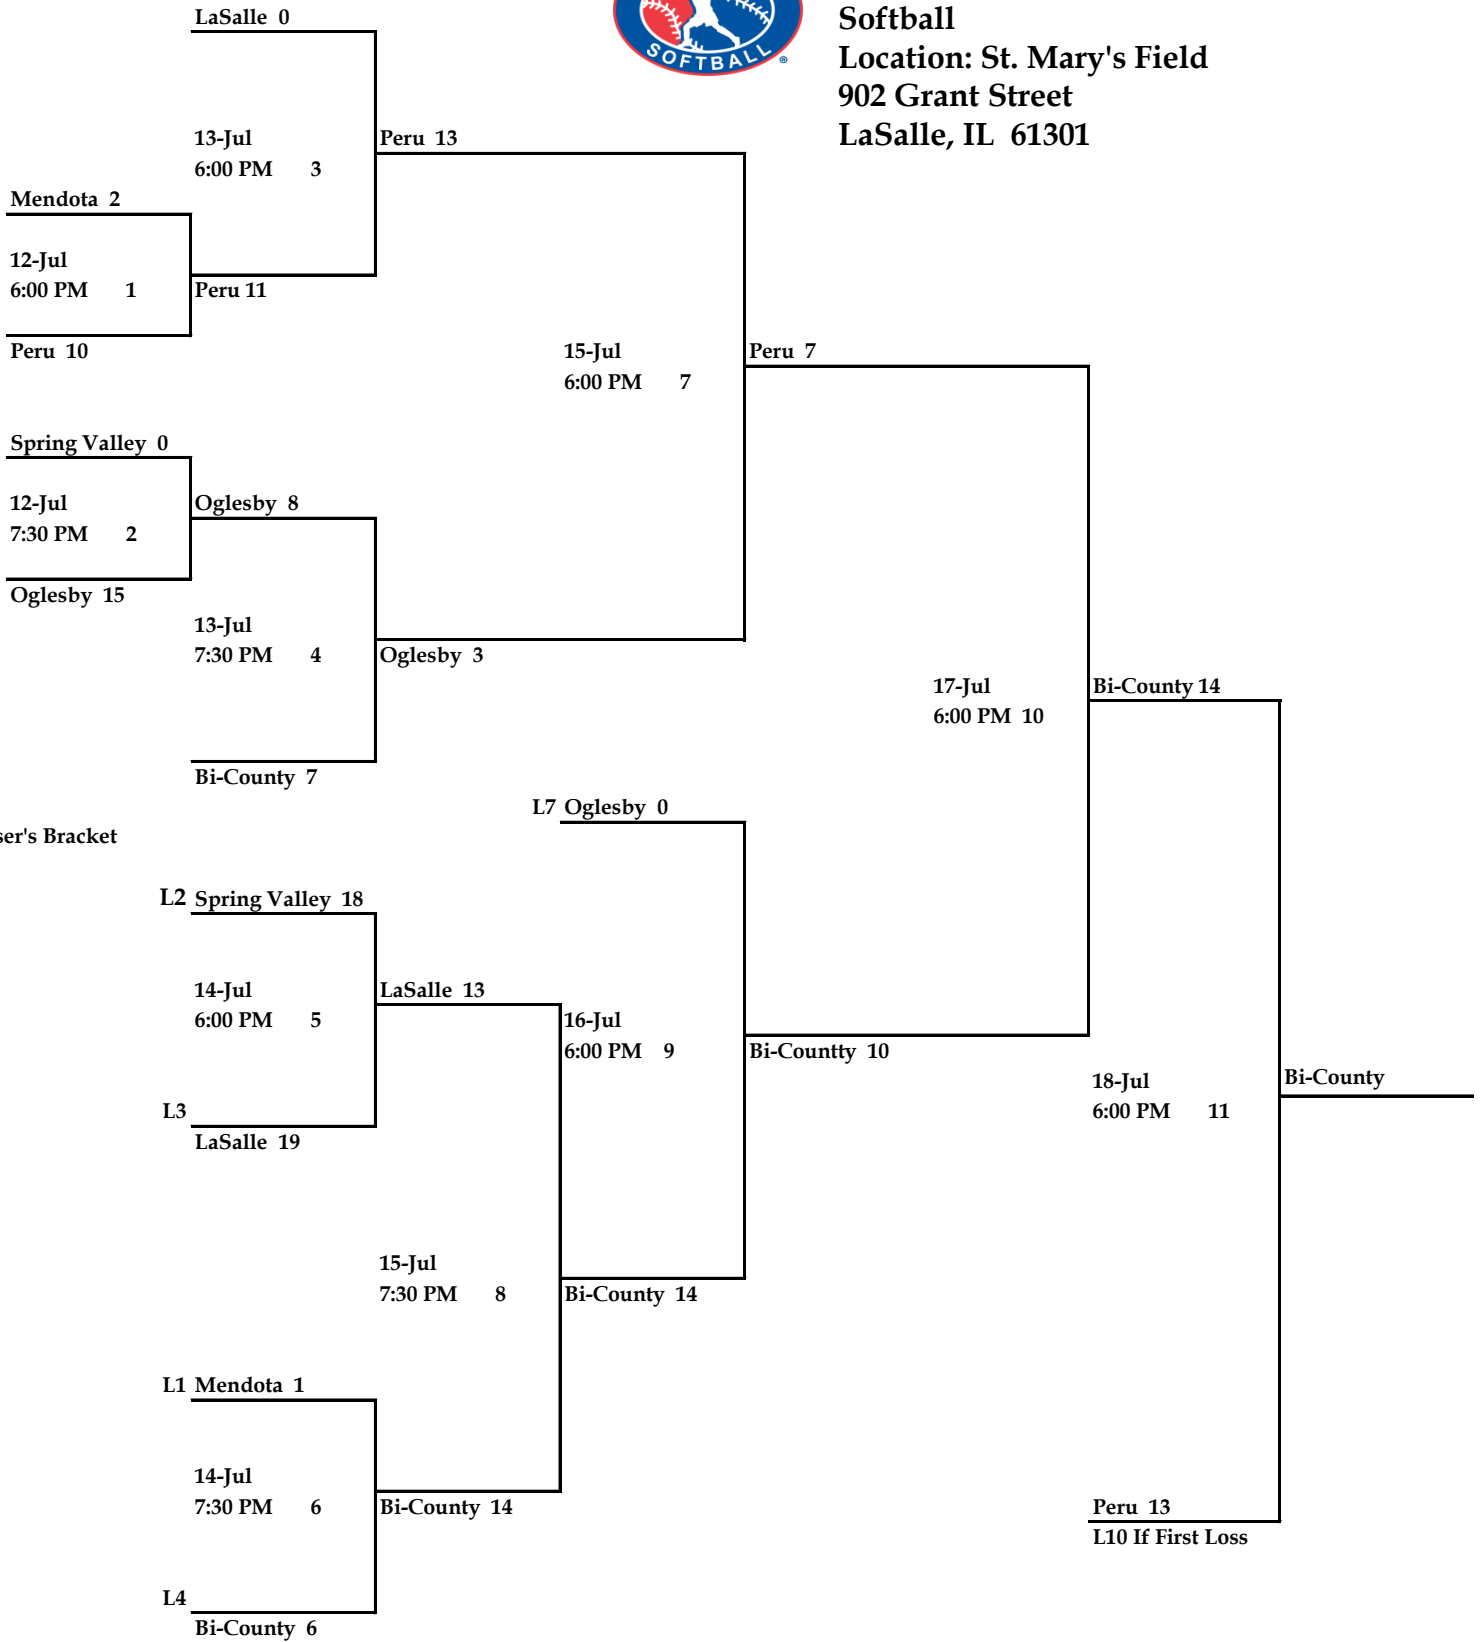 LaSalle 0
SOFTBALL ®
Softball
Location: St. Mary's Field
902 Grant Street
LaSalle, IL 61301
13-Jul
6:00 PM 3
Peru 13
Mendota 2
12-Jul
6:00 PM 1
Peru 11
Peru 10
15-Jul
6:00 PM 7
Peru 7
Spring Valley 0
12-Jul
7:30 PM 2
Oglesby 8
Oglesby 15
13-Jul
7:30 PM 4
Oglesby 3
17-Jul
6:00 PM 10
Bi-County 14
Bi-County 7
L7 Oglesby 0
ser's Bracket
L2 Spring Valley 18
14-Jul
6:00 PM 5
LaSalle 13
16-Jul
6:00 PM 9
Bi-Countty 10
18-Jul
6:00 PM 11
Bi-County
L3
LaSalle 19
15-Jul
7:30 PM 8
Bi-County 14
L1 Mendota 1
14-Jul
7:30 PM 6
Bi-County 14
Peru 13
L10 If First Loss
L4
Bi-County 6